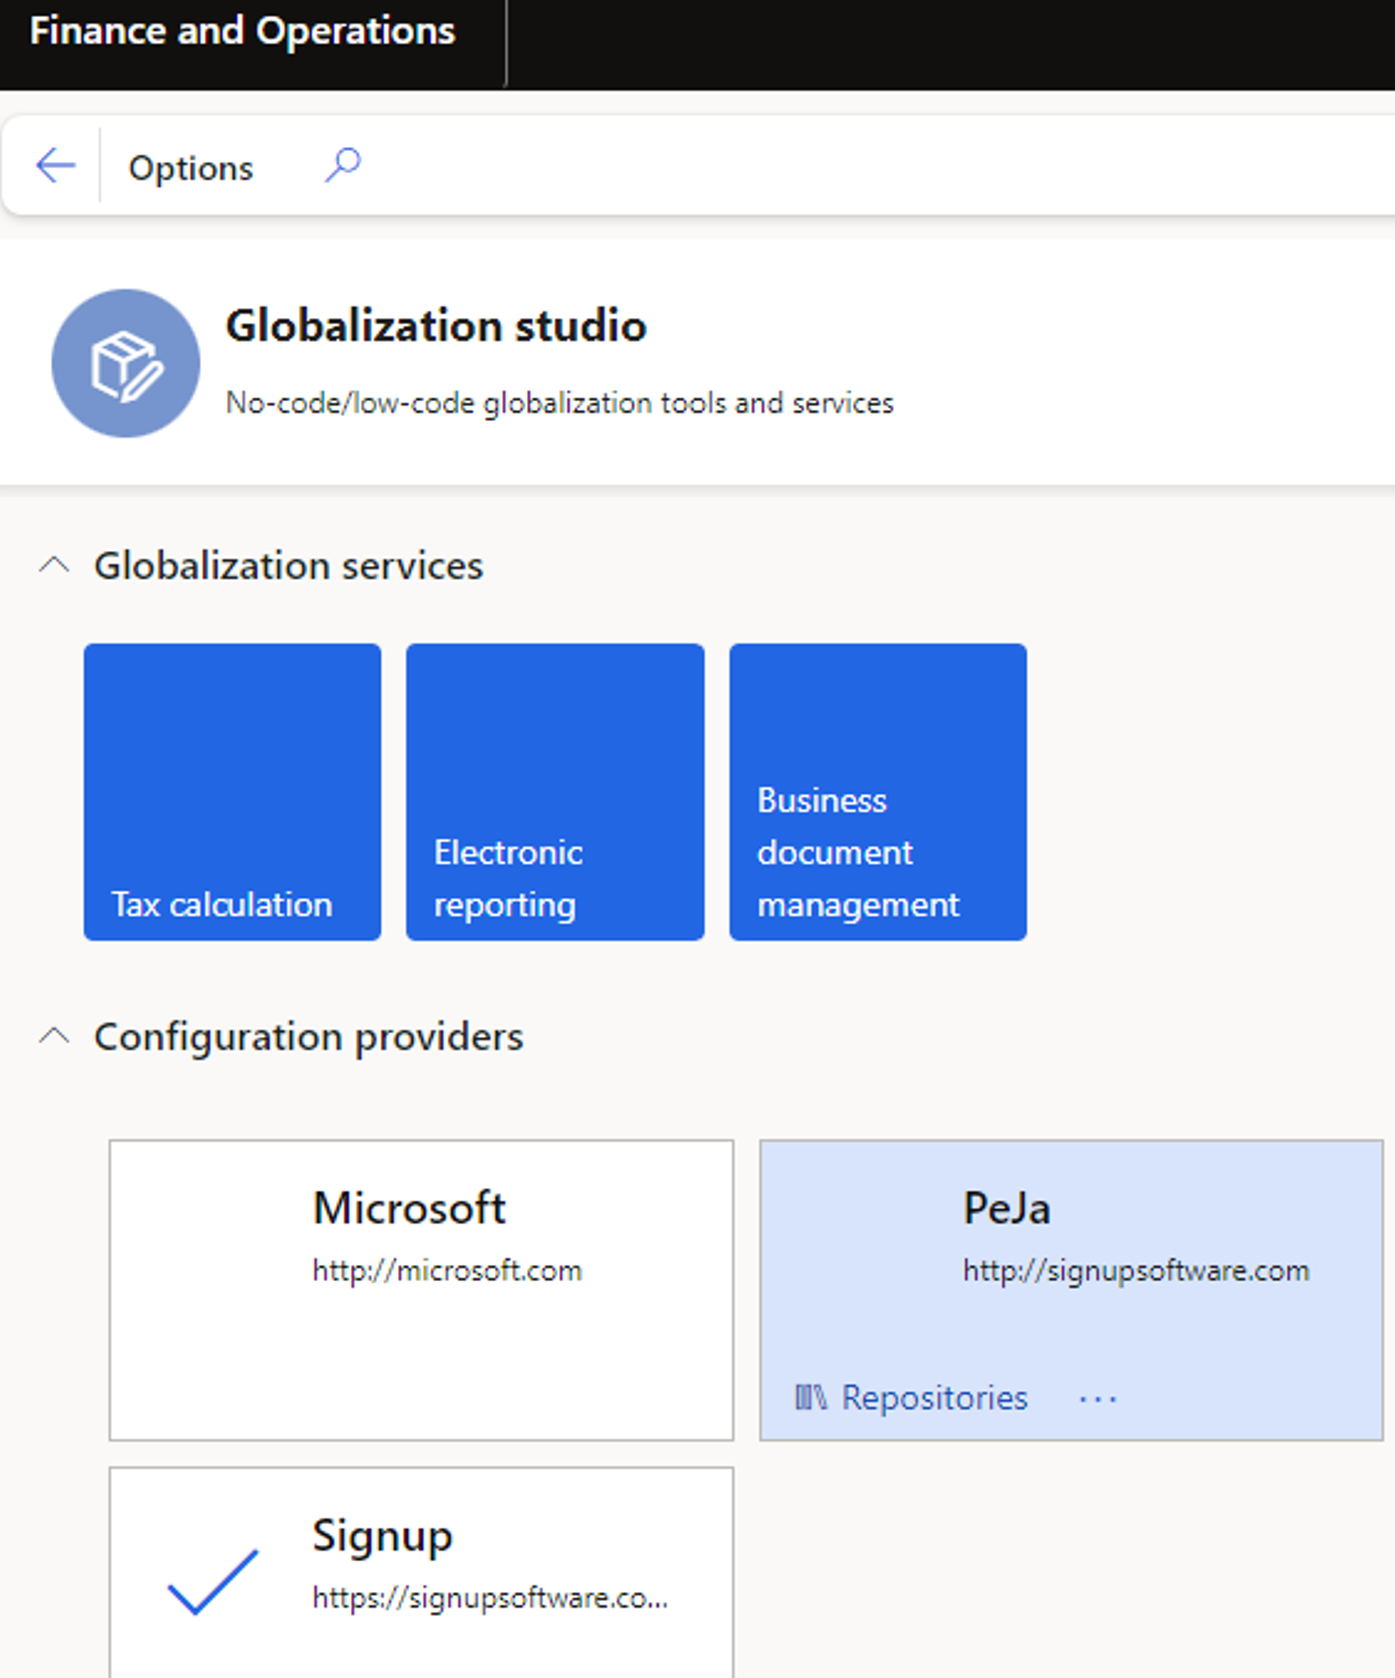 Finance and Operations
Options
Globalization studio
No-code/low-code globalization tools and services
Globalization services
Tax calculation
Electronic
reporting
Business
document
management
Configuration providers
Microsoft
http://microsoft.com
PeJa
http://signupsoftware.com
Repositories ···
Signup
https://signupsoftware.co...